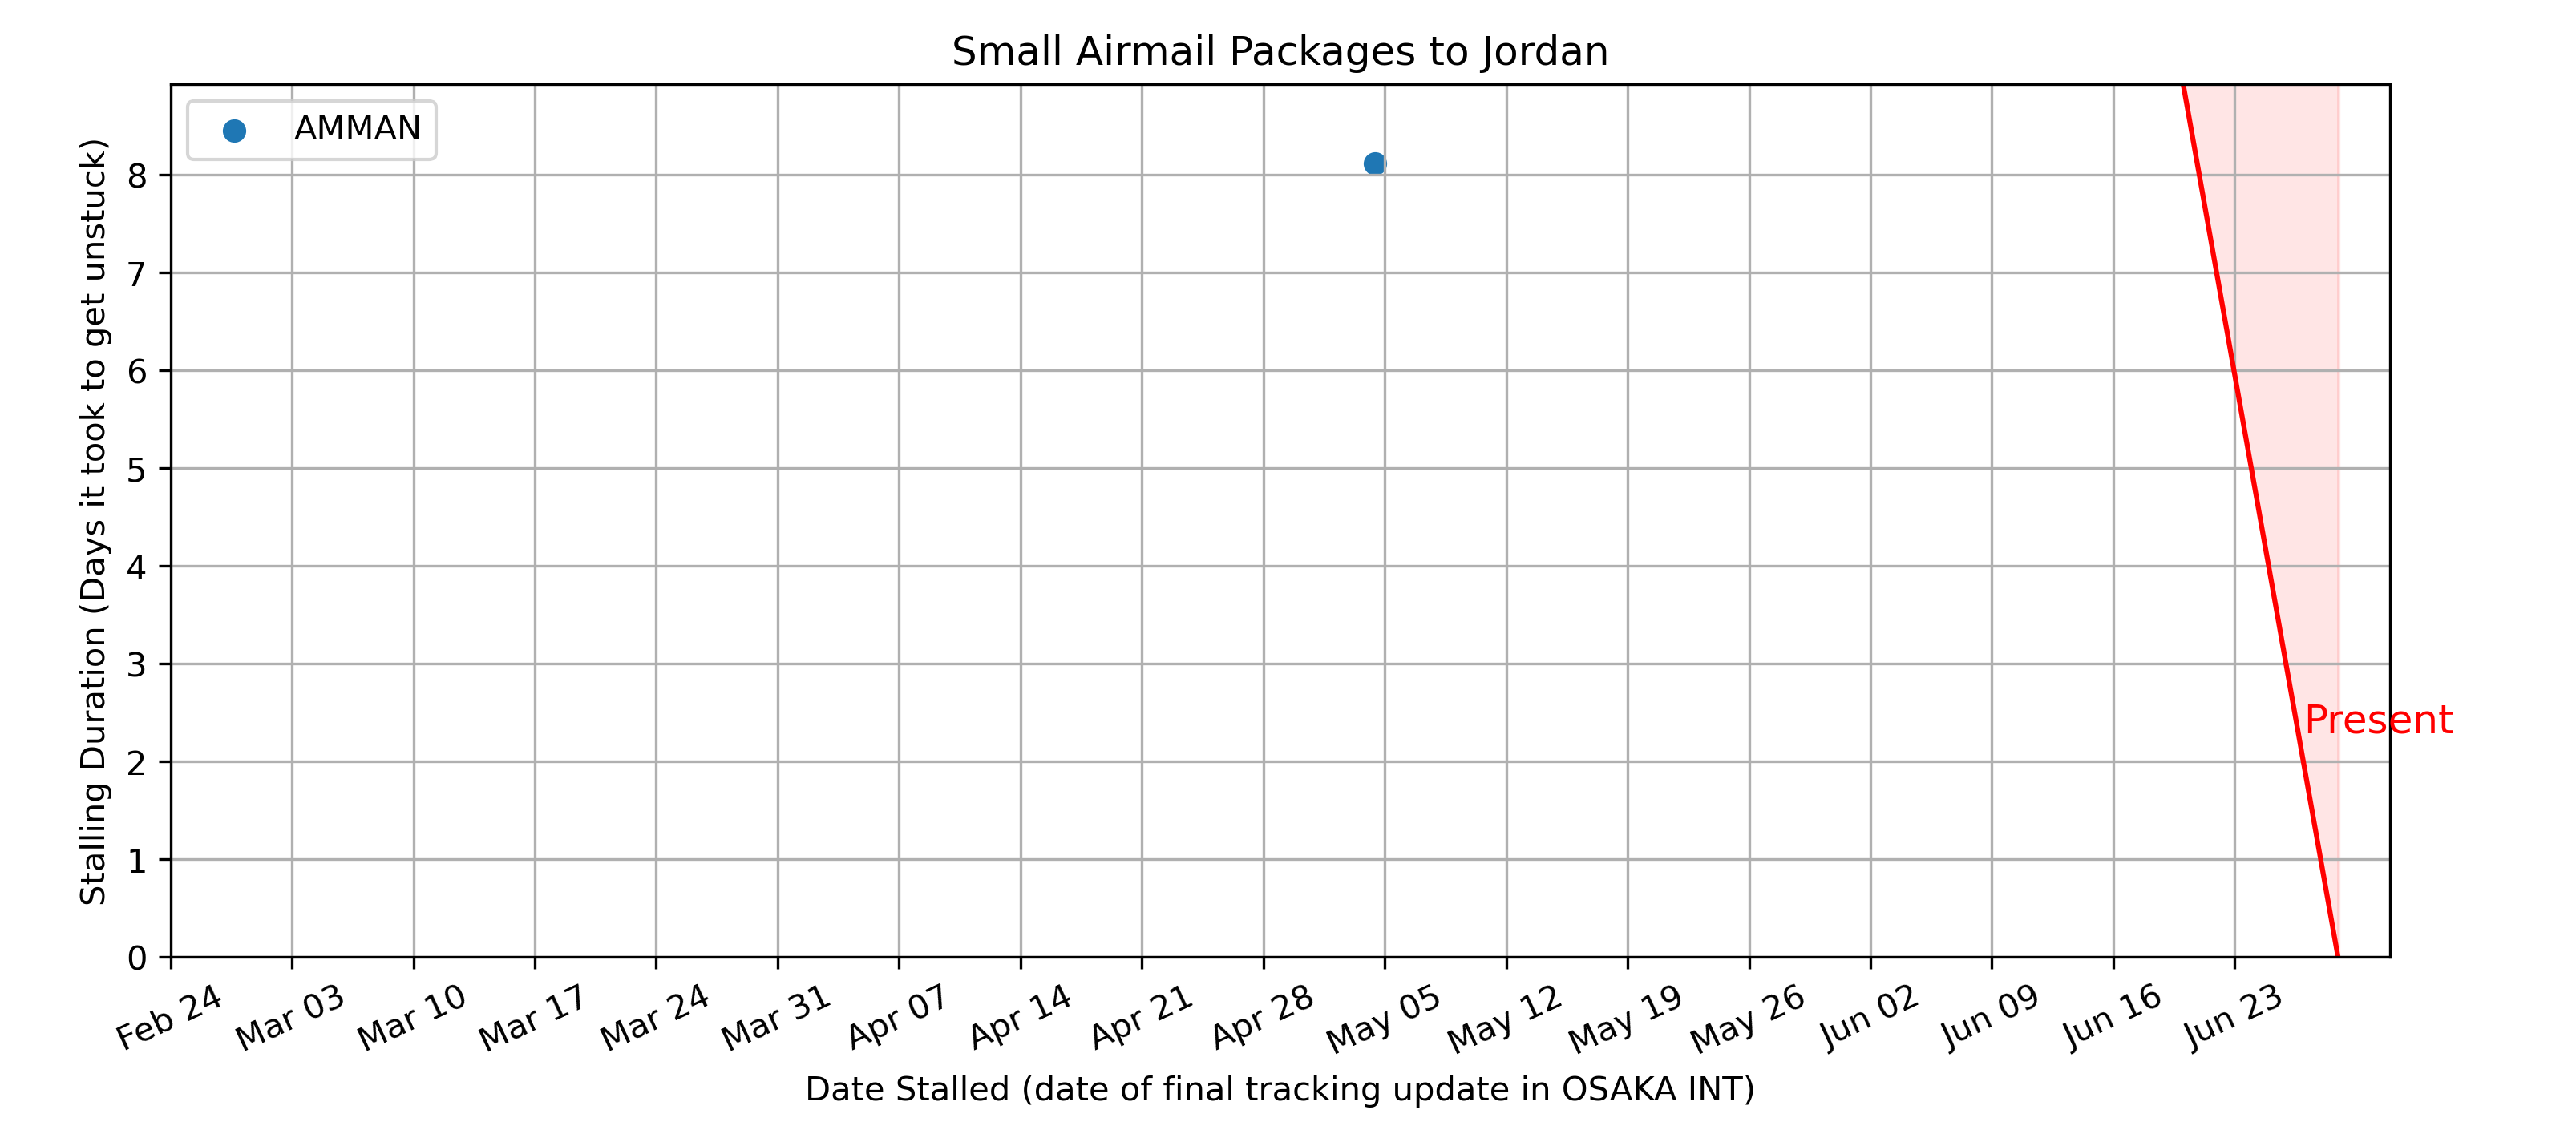 Small Airmail Packages to Jordan
AMMAN
Stalling Duration (Days it took to get unstuck)
8
7
6
5
4
3
2
1
0
Present
Feb 24
Mar 03
Mar 10
Mar 17
Mar 24
Mar 31
Apr 07
Apr 14
Apr 21
Apr 28
May 05
May 12
May 19
May 26
Jun 02
Jun 09
Jun 16
Jun 23
Date Stalled (date of final tracking update in OSAKA INT)